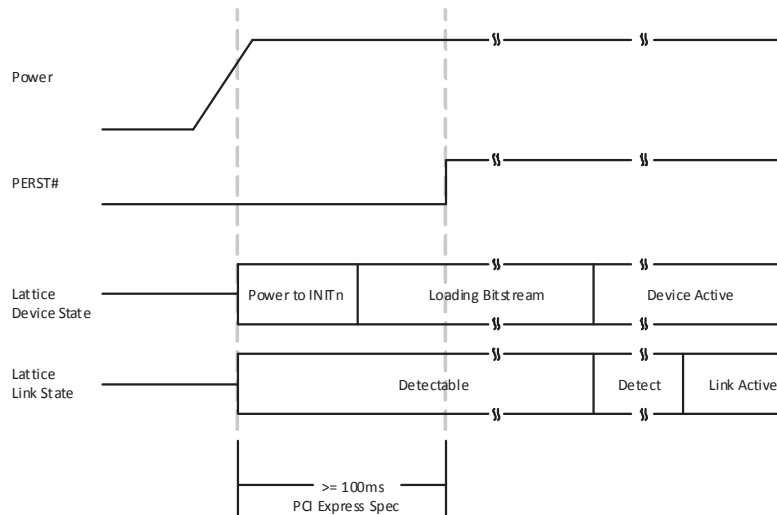 Power
PERST#
Lattice
Device State
Power to INITn
Loading Bitstream
Device Active
Lattice
Link State
Detectable
Detect
Link Active
>= 100ms
PCI Express Spec